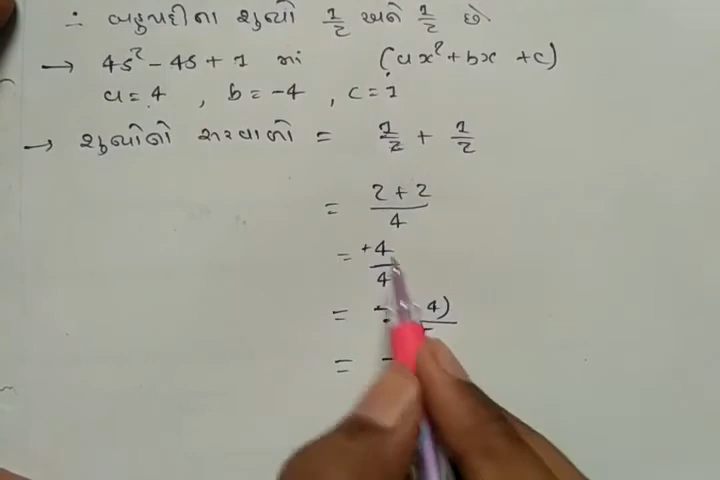 ∴ બહુપદીના શૂન્યો 1/2 અને 1/2 છે
→ 4s² - 4s + 1 માં (ax² + bx + c)
a = 4 , b = -4 , c = 1
→ શૂન્યોનો સરવાળો = 1/2 + 1/2
= 2 + 2 / 4
= +4 / 4
= - 4)
= -